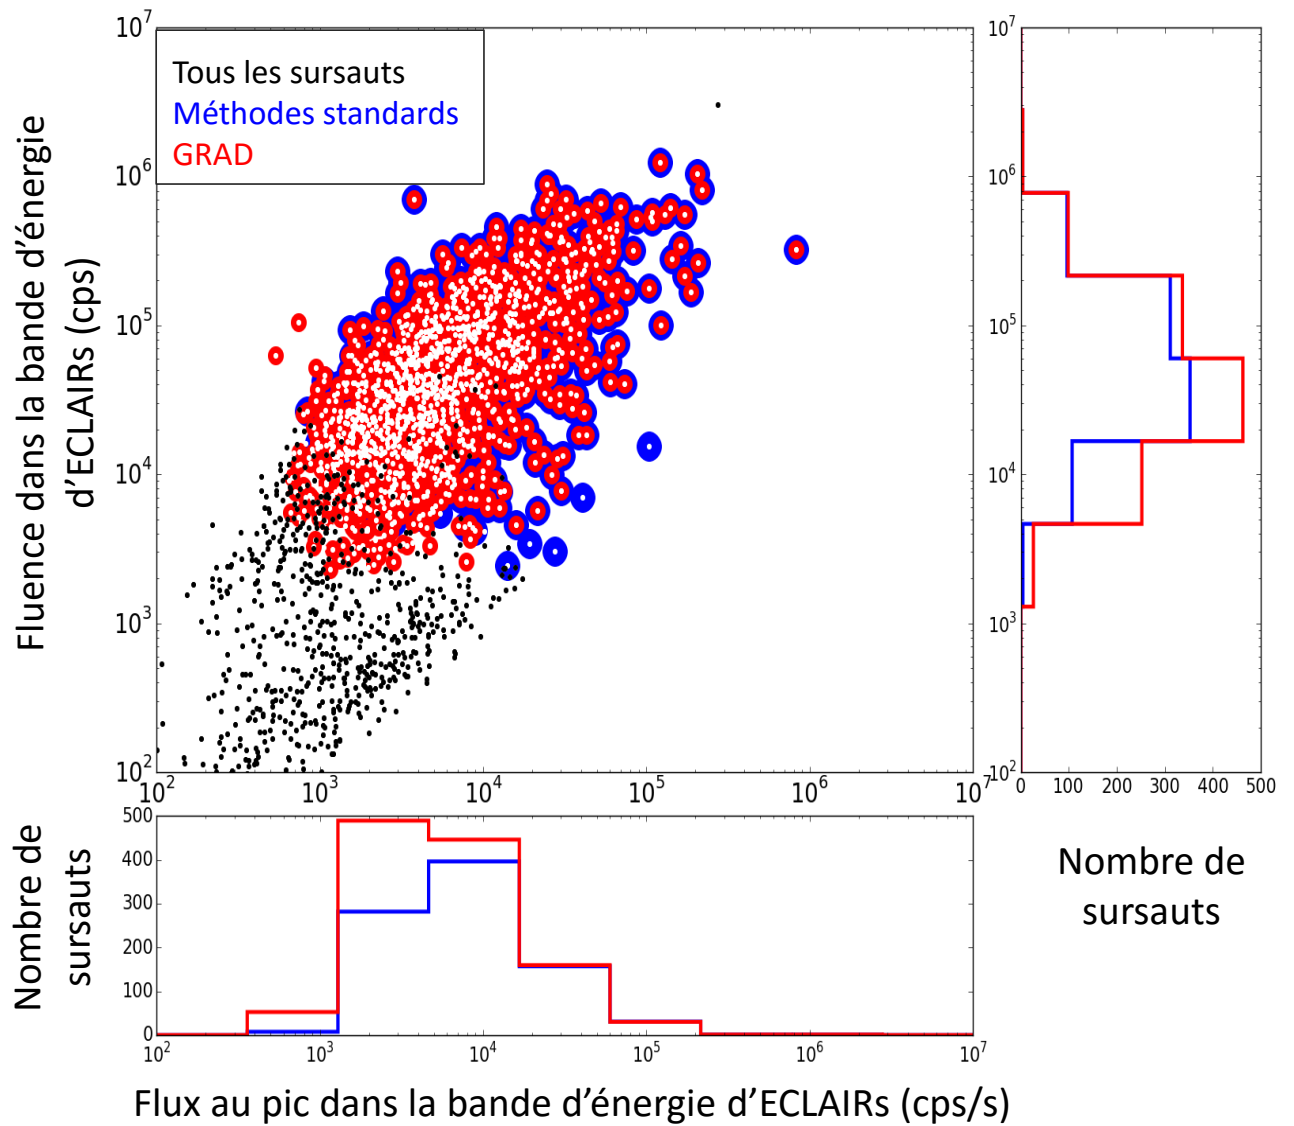 Tous les sursauts
Méthodes standards
GRAD
Fluence dans la bande d’énergie
d’ECLAIRs (cps)
10^7
10^6
10^5
10^4
10^3
10^2
10^2 10^3 10^4 10^5 10^6 10^7
10^7
10^6
10^5
10^4
10^3
10^2
0 100 200 300 400 500
Nombre de
sursauts
Nombre de
sursauts
500
400
300
200
100
0
10^2 10^3 10^4 10^5 10^6 10^7
Flux au pic dans la bande d’énergie d’ECLAIRs (cps/s)